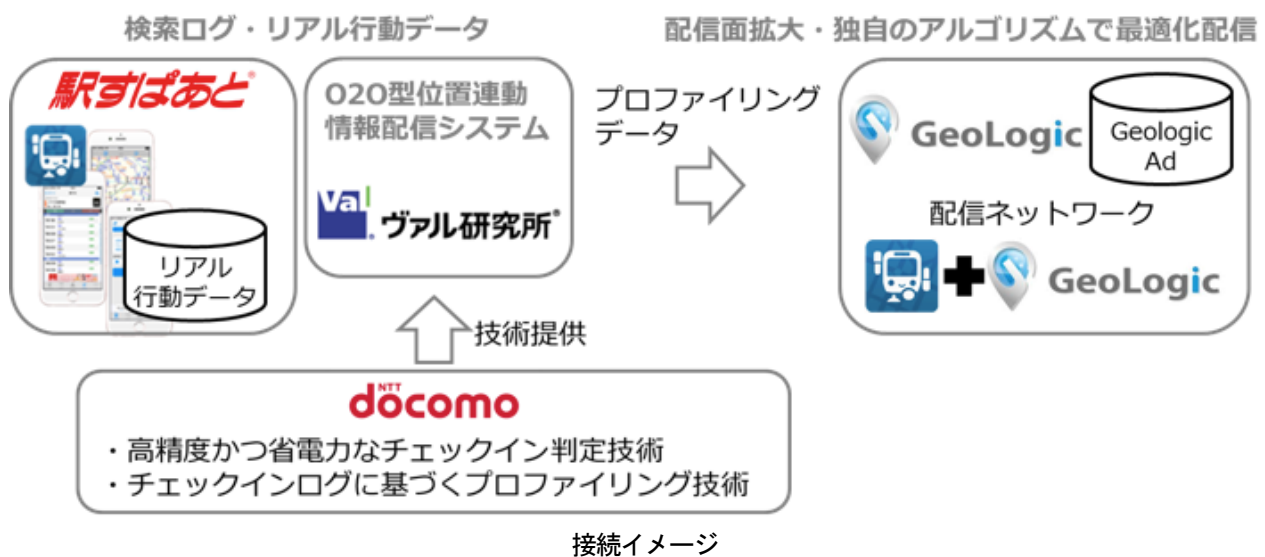 検索ログ・リアル行動データ
配信面拡大・独自のアルゴリズムで最適化配信
駅すぱあと®
リアル
行動データ
O2O型位置連動
情報配信システム
Val
ヴァル研究所®
プロファイリング
データ
GeoLogic
Geologic
Ad
配信ネットワーク
GeoLogic
技術提供
NTT
docomo
・高精度かつ省電力なチェックイン判定技術
・チェックインログに基づくプロファイリング技術
接続イメージ